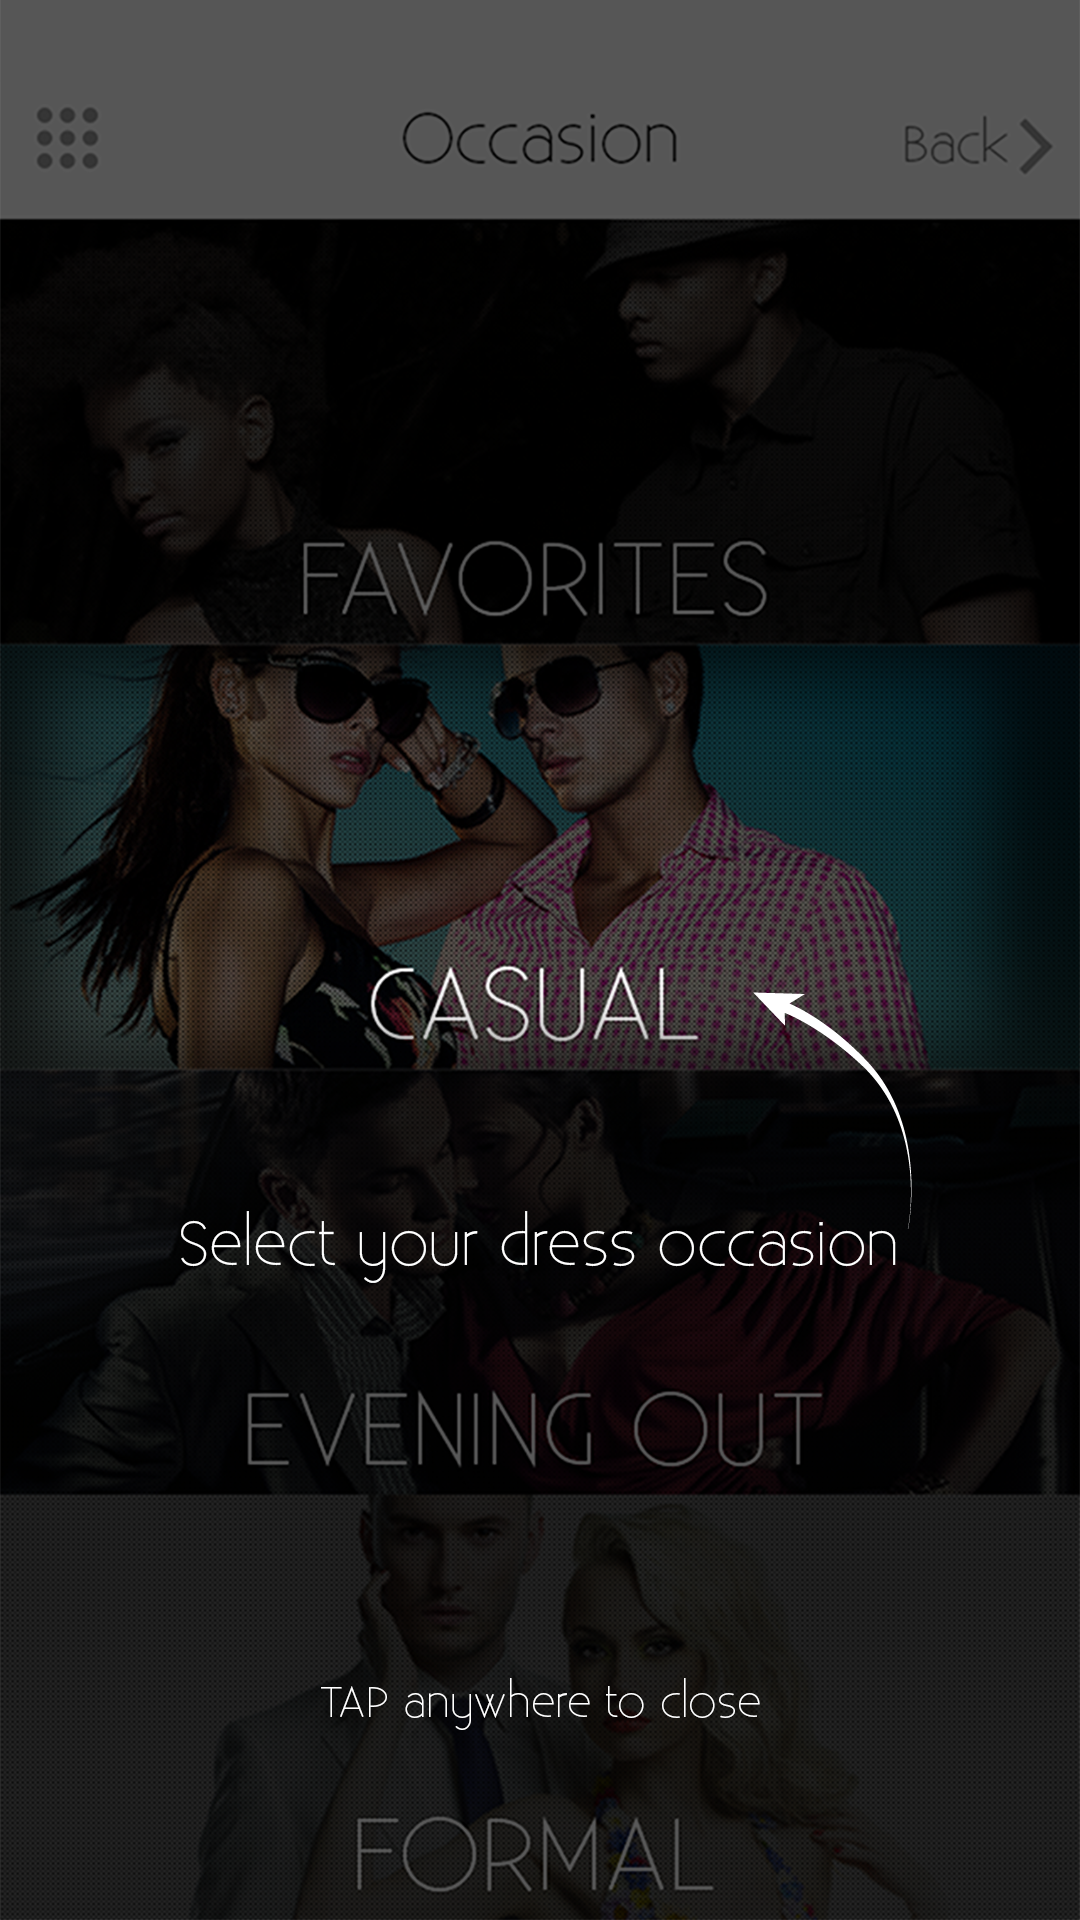 Occasion
Back
FAVORITES
CASUAL
Select your dress occasion
EVENING OUT
TAP anywhere to close
FORMAL